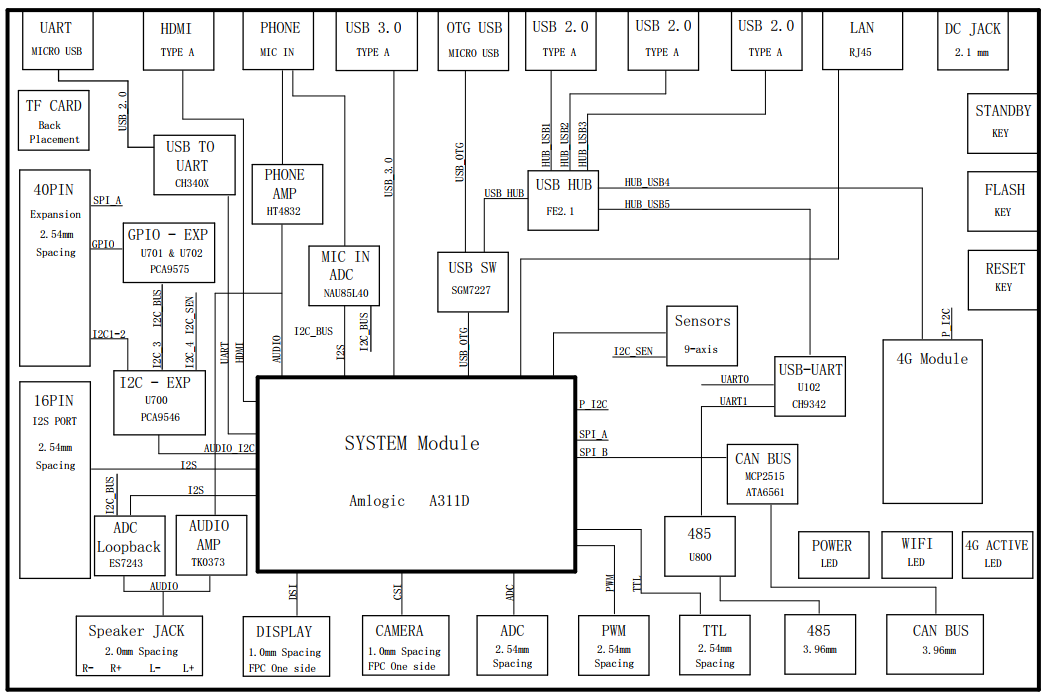 UART
MICRO USB
HDMI
TYPE A
PHONE
MIC IN
USB 3.0
TYPE A
OTG USB
MICRO USB
USB 2.0
TYPE A
USB 2.0
TYPE A
USB 2.0
TYPE A
LAN
RJ45
DC JACK
2.1 mm
TF CARD
Back
Placement
USB_2.0
USB TO
UART
CH340X
PHONE
AMP
HT4832
USB_3.0
USB_OTG
HUB_USB1
HUB_USB2
HUB_USB3
USB HUB
USB HUB
FE2.1
HUB_USB4
HUB_USB5
STANDBY
KEY
FLASH
KEY
RESET
KEY
40PIN
Expansion
2.54mm
Spacing
SPI_A
GPIO
I2C1-2
GPIO - EXP
U701 & U702
PCA9575
MIC IN
ADC
NAU85L40
USB SW
SGM7227
I2C_3
I2C_BUS
I2C_4
I2C_SEN
UART
HDMI
AUDIO
I2C_BUS
I2S
I2C_BUS
USB_OTG
Sensors
9-axis
I2C_SEN
P_I2C
4G Module
USB-UART
U102
CH9342
UART0
UART1
I2C - EXP
U700
PCA9546
16PIN
I2S PORT
2.54mm
Spacing
AUDIO_I2C
I2S
I2S
I2C_BUS
SYSTEM Module
Amlogic A311D
P_I2C
SPI_A
SPI_B
CAN BUS
MCP2515
ATA6561
ADC
Loopback
ES7243
AUDIO
AMP
TK0373
AUDIO
485
U800
POWER
LED
WIFI
LED
4G ACTIVE
LED
DSI
CSI
ADC
PWM
TTL
Speaker JACK
2.0mm Spacing
R- R+ L- L+
DISPLAY
1.0mm Spacing
FPC One side
CAMERA
1.0mm Spacing
FPC One side
ADC
2.54mm
Spacing
PWM
2.54mm
Spacing
TTL
2.54mm
Spacing
485
3.96mm
CAN BUS
3.96mm